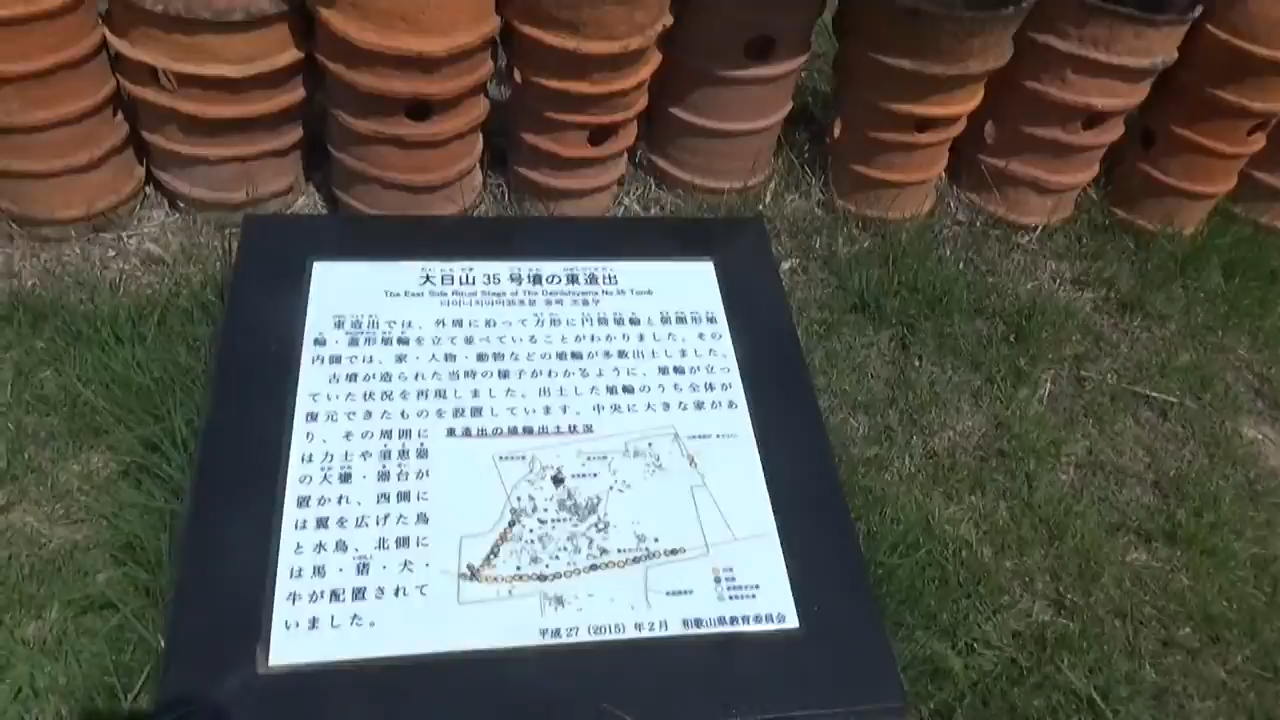 大日山 35 号墳の東造出
The East Side Ritual Stage of The Dainichiyama No.35 Tomb
東造出では、外周に沿って方形に円筒埴輪と朝顔形埴
輪・蓋形埴輪を立て並べていることがわかりました。その
内側では、家・人物・動物などの埴輪が多数出土しました。
古墳が造られた当時の様子がわかるように、埴輪が立っ
ていた状況を再現しました。出土した埴輪のうち全体が
復元できたものを設置しています。中央に大きな家があ
り、その周囲に
は力士や須恵器
の大甕・器台が
置かれ、西側に
は翼を広げた鳥
と水鳥、北側に
は馬・猪・犬・
牛が配置されて
いました。
東造出の埴輪出土状況
平成 27 (2015) 年 2 月 和歌山県教育委員会